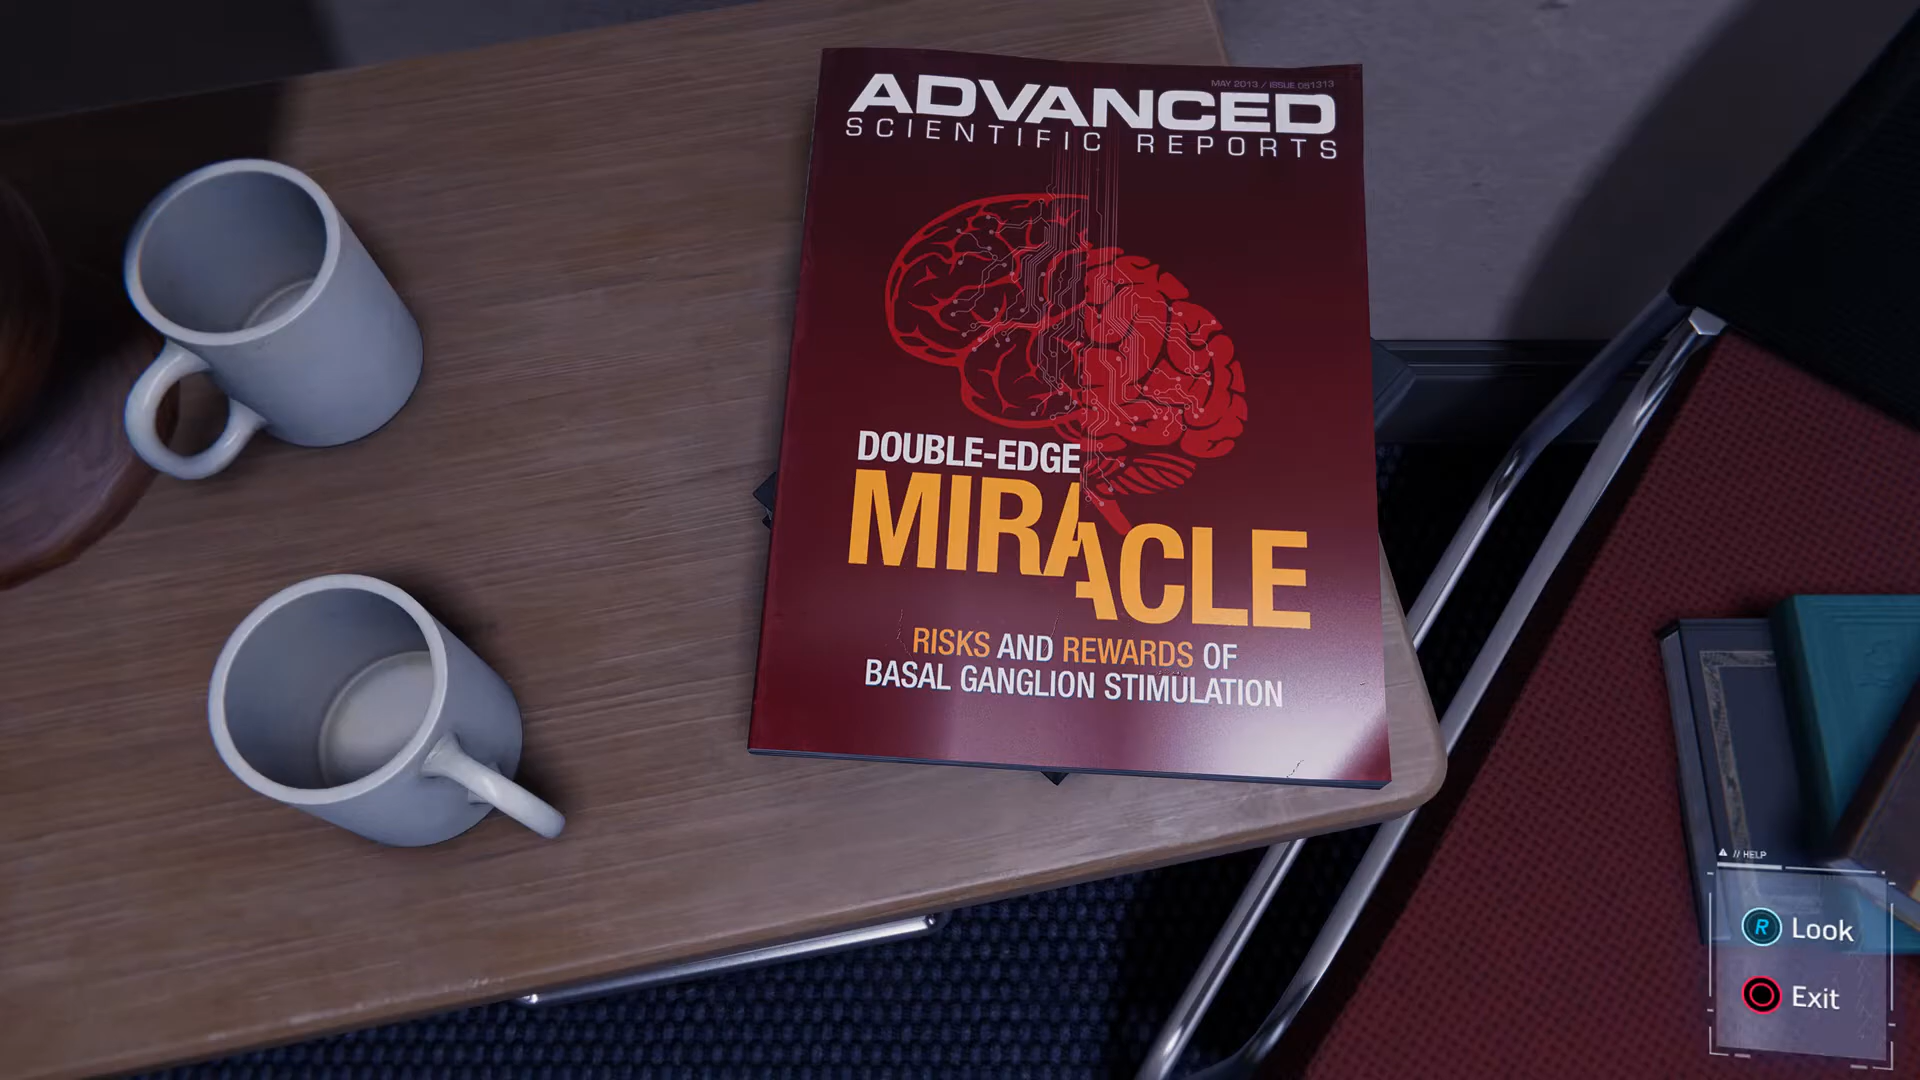 MAY 2013 / ISSUE 051313
ADVANCED
SCIENTIFIC REPORTS
DOUBLE-EDGE
MIRACLE
RISKS AND REWARDS OF
BASAL GANGLION STIMULATION
// HELP
R Look
Exit